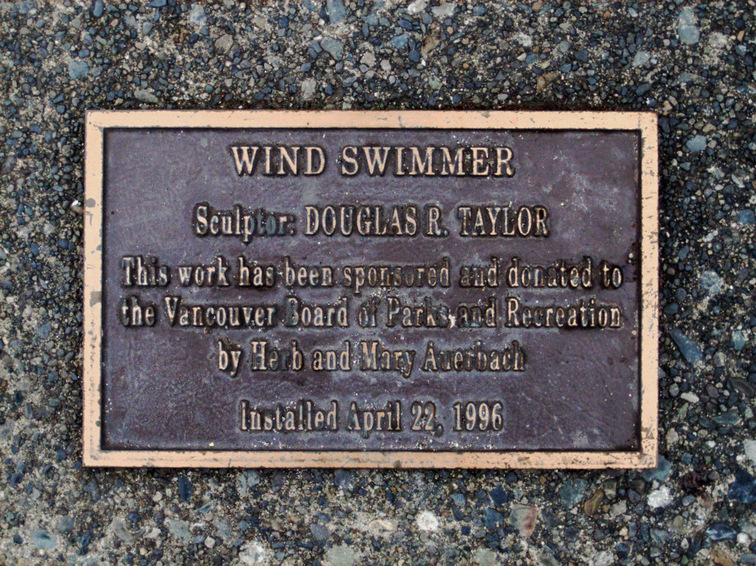 WIND SWIMMER
Sculptor: DOUGLAS R. TAYLOR
This work has been sponsored and donated to
the Vancouver Board of Parks and Recreation
by Herb and Mary Auerbach
Installed April 22, 1996